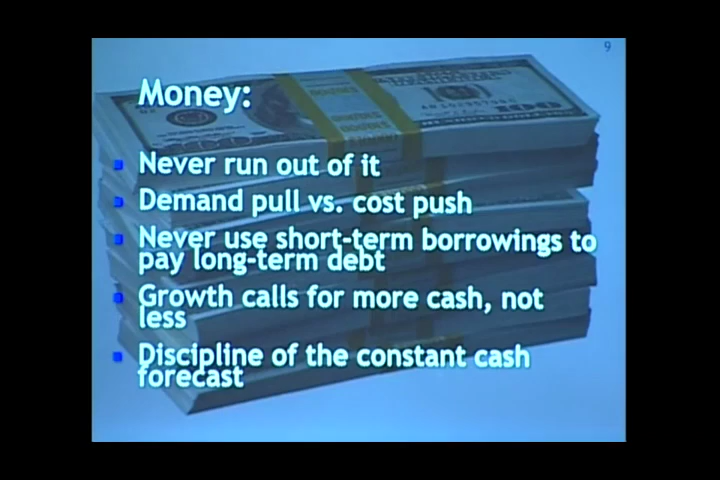 9
Money:
Never run out of it
Demand pull vs. cost push
Never use short-term borrowings to
pay long-term debt
Growth calls for more cash, not
less
Discipline of the constant cash
forecast
100